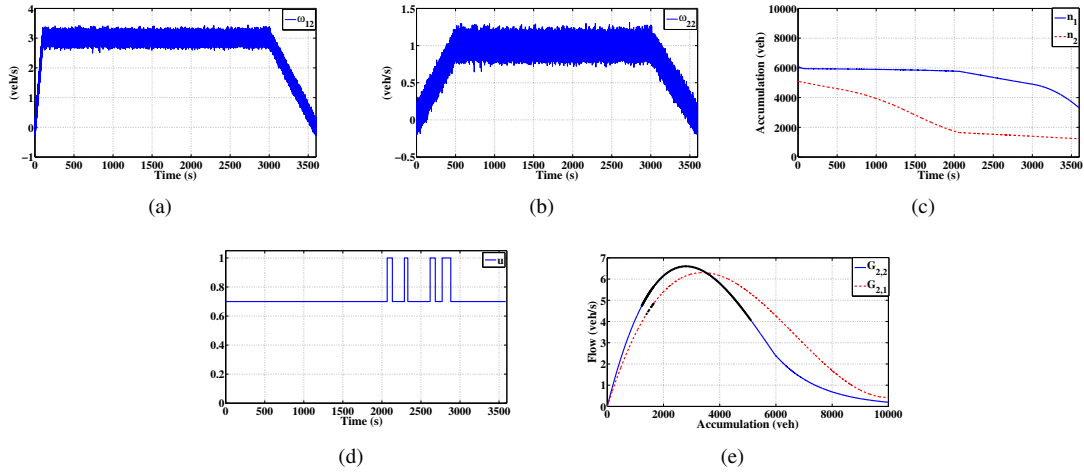 4
3
2
1
0
−1
(veh/s)
0 500 1000 1500 2000 2500 3000 3500
Time (s)
ω12
(a)
1.5
1
0.5
0
−0.5
(veh/s)
0 500 1000 1500 2000 2500 3000 3500
Time (s)
ω22
(b)
10000
8000
6000
4000
2000
0
Accumulation (veh)
0 500 1000 1500 2000 2500 3000 3500
Time (s)
n1
n2
(c)
1
0.8
0.6
0.4
0.2
0
0 500 1000 1500 2000 2500 3000 3500
Time (s)
u
(d)
7
6
5
4
3
2
1
0
Flow (veh/s)
0 2000 4000 6000 8000 10000
Accumulation (veh)
G2,2
G2,1
(e)